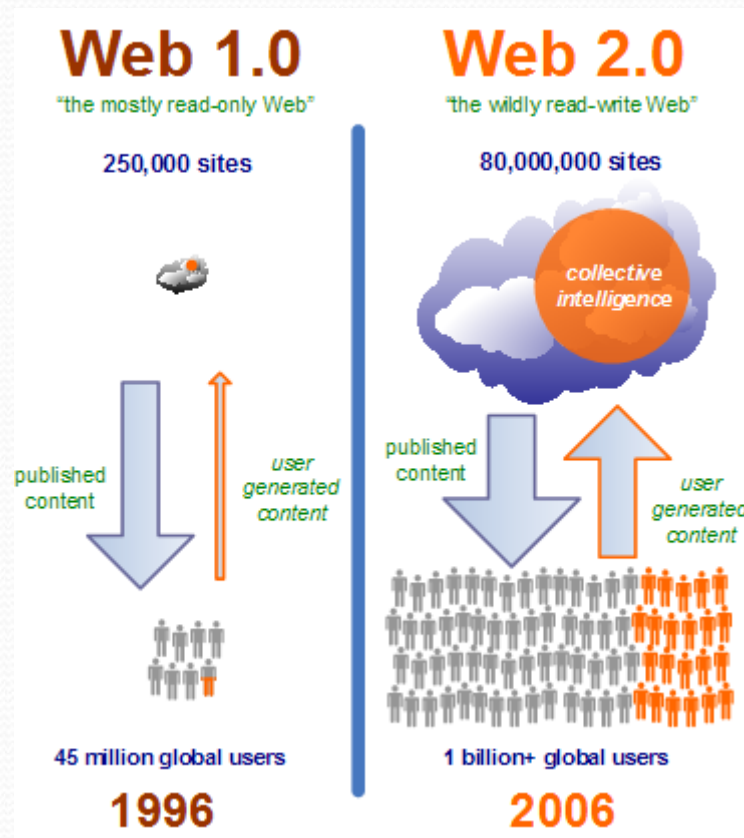 Web 1.0
"the mostly read-only Web"
250,000 sites
published
content
user
generated
content
45 million global users
1996
Web 2.0
"the wildly read-write Web"
80,000,000 sites
collective
intelligence
published
content
user
generated
content
1 billion+ global users
2006